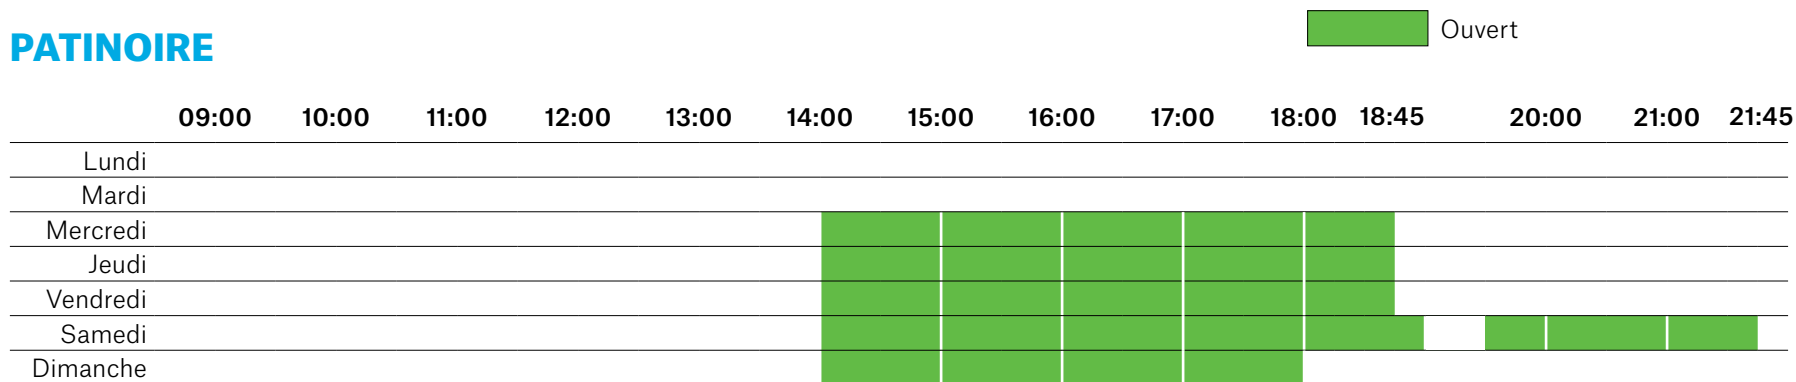 Ouvert
PATINOIRE
09:00 10:00 11:00 12:00 13:00 14:00 15:00 16:00 17:00 18:00 18:45 20:00 21:00 21:45
Lundi
Mardi
Mercredi
Jeudi
Vendredi
Samedi
Dimanche